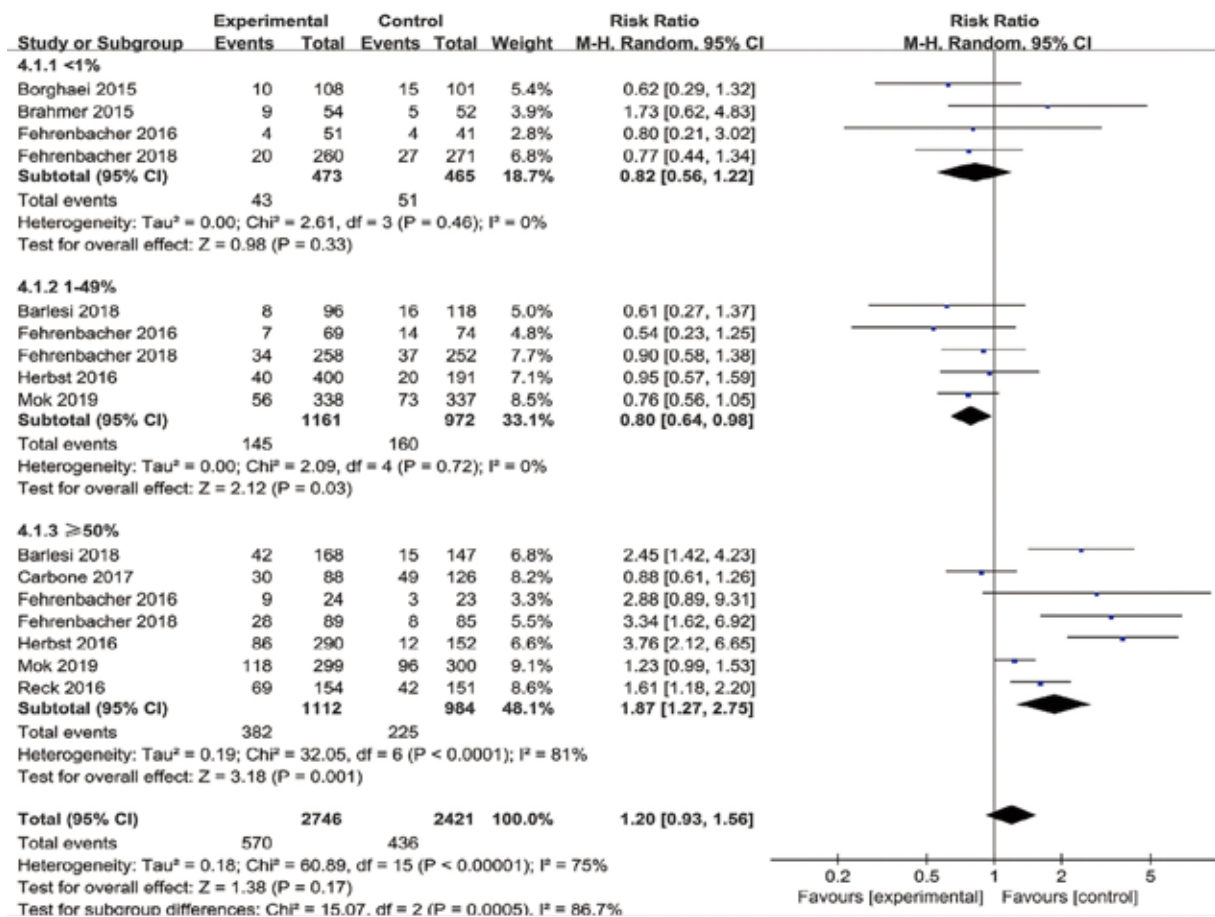 Experimental Control Risk Ratio Risk Ratio
Study or Subgroup Events Total Events Total Weight M-H, Random, 95% CI M-H, Random, 95% CI
4.1.1 <1%
Borghaei 2015 10 108 15 101 5.4% 0.62 [0.29, 1.32]
Brahmer 2015 9 54 5 52 3.9% 1.73 [0.62, 4.83]
Fehrenbacher 2016 4 51 4 41 2.8% 0.80 [0.21, 3.02]
Fehrenbacher 2018 20 260 27 271 6.8% 0.77 [0.44, 1.34]
Subtotal (95% CI) 473 465 18.7% 0.82 [0.56, 1.22]
Total events 43 51
Heterogeneity: Tau² = 0.00; Chi² = 2.61, df = 3 (P = 0.46); I² = 0%
Test for overall effect: Z = 0.98 (P = 0.33)
4.1.2 1-49%
Barlesi 2018 8 96 16 118 5.0% 0.61 [0.27, 1.37]
Fehrenbacher 2016 7 69 14 74 4.8% 0.54 [0.23, 1.25]
Fehrenbacher 2018 34 258 37 252 7.7% 0.90 [0.58, 1.38]
Herbst 2016 40 400 20 191 7.1% 0.95 [0.57, 1.59]
Mok 2019 56 338 73 337 8.5% 0.76 [0.56, 1.05]
Subtotal (95% CI) 1161 972 33.1% 0.80 [0.64, 0.98]
Total events 145 160
Heterogeneity: Tau² = 0.00; Chi² = 2.09, df = 4 (P = 0.72); I² = 0%
Test for overall effect: Z = 2.12 (P = 0.03)
4.1.3 ≥50%
Barlesi 2018 42 168 15 147 6.8% 2.45 [1.42, 4.23]
Carbone 2017 30 88 49 126 8.2% 0.88 [0.61, 1.26]
Fehrenbacher 2016 9 24 3 23 3.3% 2.88 [0.89, 9.31]
Fehrenbacher 2018 28 89 8 85 5.5% 3.34 [1.62, 6.92]
Herbst 2016 86 290 12 152 6.6% 3.76 [2.12, 6.65]
Mok 2019 118 299 96 300 9.1% 1.23 [0.99, 1.53]
Reck 2016 69 154 42 151 8.6% 1.61 [1.18, 2.20]
Subtotal (95% CI) 1112 984 48.1% 1.87 [1.27, 2.75]
Total events 382 225
Heterogeneity: Tau² = 0.19; Chi² = 32.05, df = 6 (P < 0.0001); I² = 81%
Test for overall effect: Z = 3.18 (P = 0.001)
Total (95% CI) 2746 2421 100.0% 1.20 [0.93, 1.56]
Total events 570 436
Heterogeneity: Tau² = 0.18; Chi² = 60.89, df = 15 (P < 0.00001); I² = 75%
Test for overall effect: Z = 1.38 (P = 0.17)
Test for subgroup differences: Chi² = 15.07, df = 2 (P = 0.0005), I² = 86.7%
0.2 0.5 1 2 5
Favours [experimental] Favours [control]